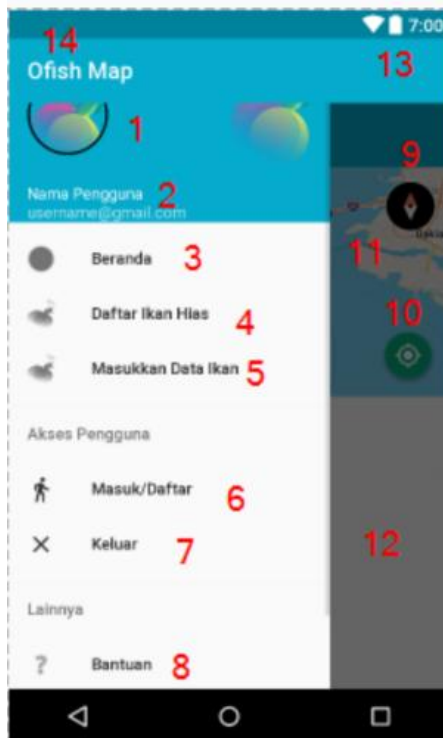 7:00
14
Ofish Map
13
1
9
Nama Pengguna 2
username@gmail.com
11
Beranda 3
Daftar Ikan Hias 4
10
Masukkan Data Ikan 5
Akses Pengguna
Masuk/Daftar 6
Keluar 7
12
Lainnya
? Bantuan 8